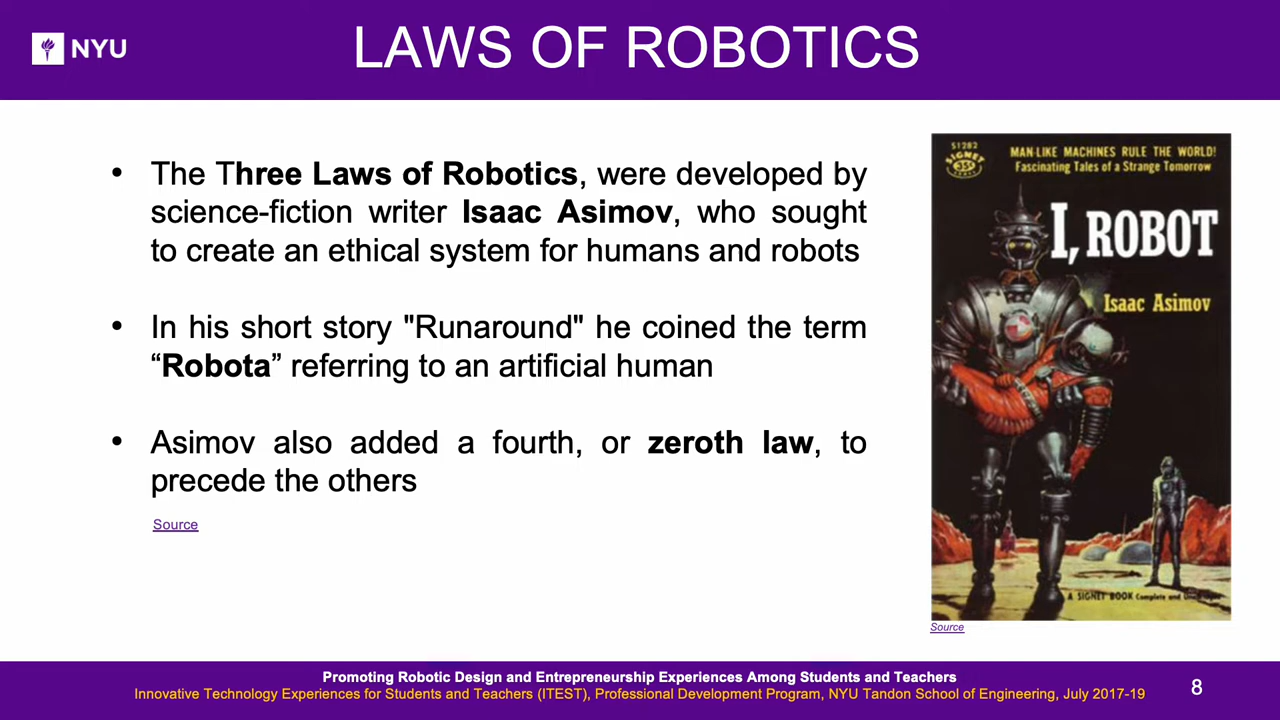 NYU
LAWS OF ROBOTICS
• The Three Laws of Robotics, were developed by
science-fiction writer Isaac Asimov, who sought
to create an ethical system for humans and robots
• In his short story "Runaround" he coined the term
“Robota” referring to an artificial human
• Asimov also added a fourth, or zeroth law, to
precede the others
Source
S1282
SIGNET
35¢
BOOKS
MAN-LIKE MACHINES RULE THE WORLD!
Fascinating Tales of a Strange Tomorrow
I, ROBOT
Isaac Asimov
A SIGNET BOOK Complete and
Source
Promoting Robotic Design and Entrepreneurship Experiences Among Students and Teachers
Innovative Technology Experiences for Students and Teachers (ITEST), Professional Development Program, NYU Tandon School of Engineering, July 2017-19
8